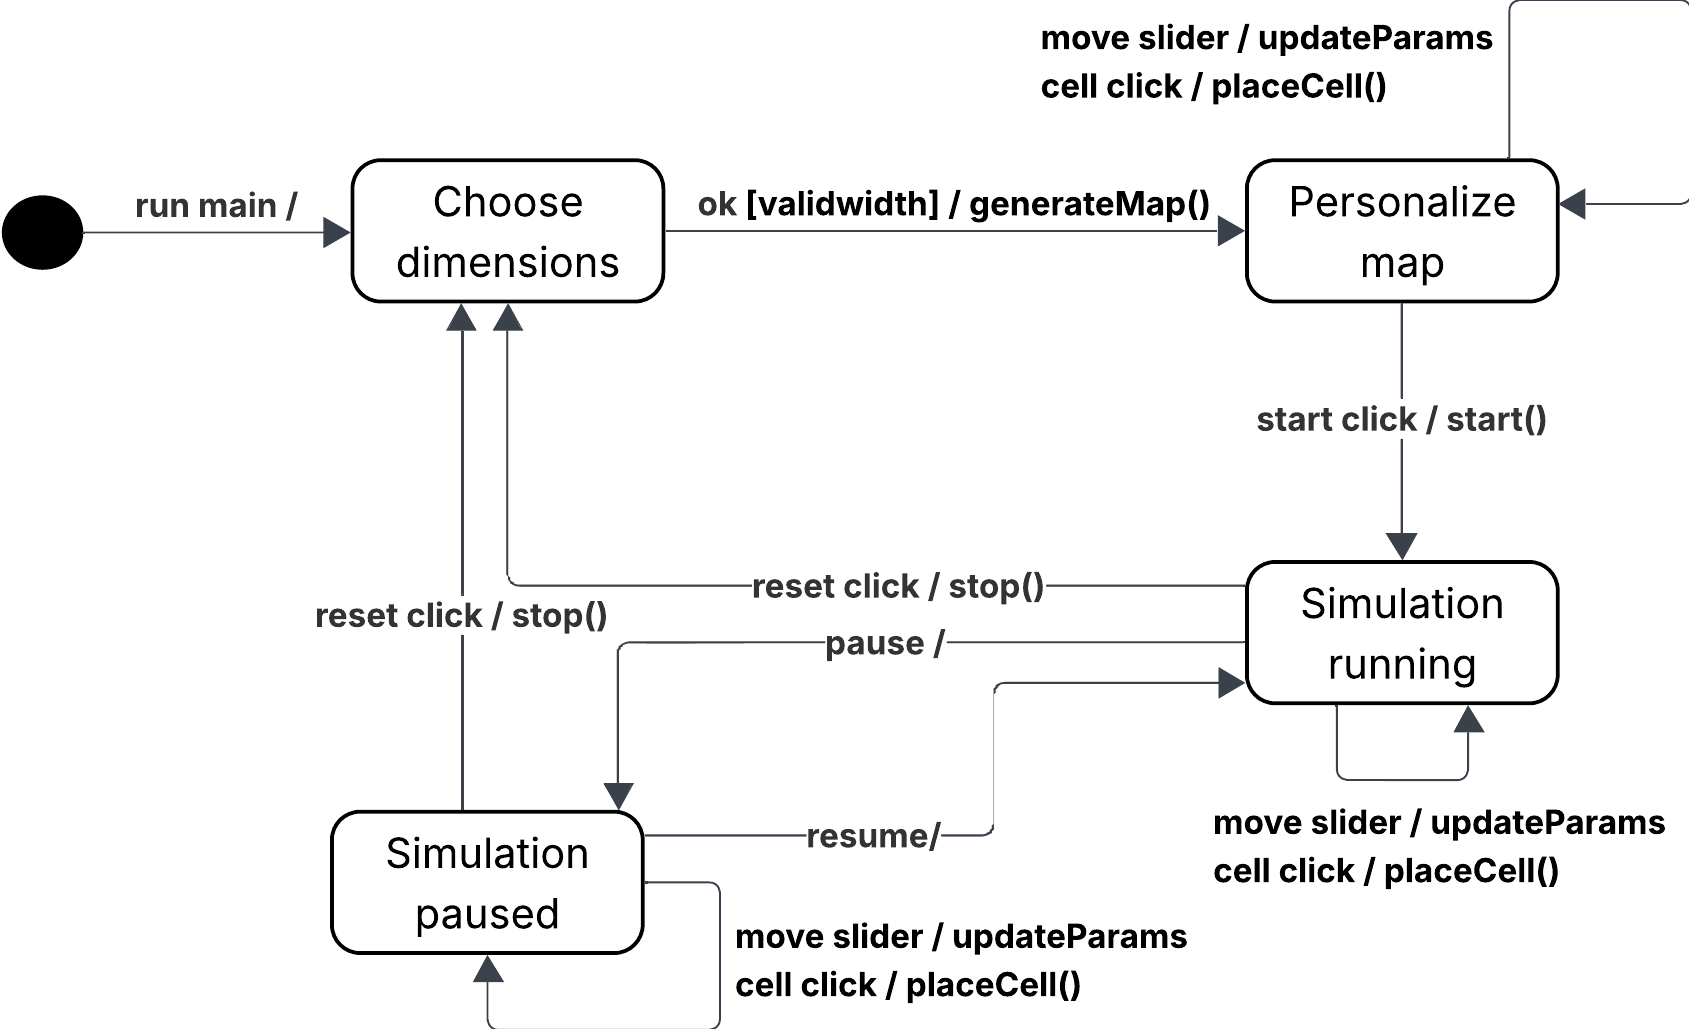 move slider / updateParams
cell click / placeCell()
run main /
Choose
dimensions
ok [validwidth] / generateMap()
Personalize
map
start click / start()
reset click / stop()
reset click / stop()
pause /
Simulation
running
resume/
move slider / updateParams
cell click / placeCell()
Simulation
paused
move slider / updateParams
cell click / placeCell()